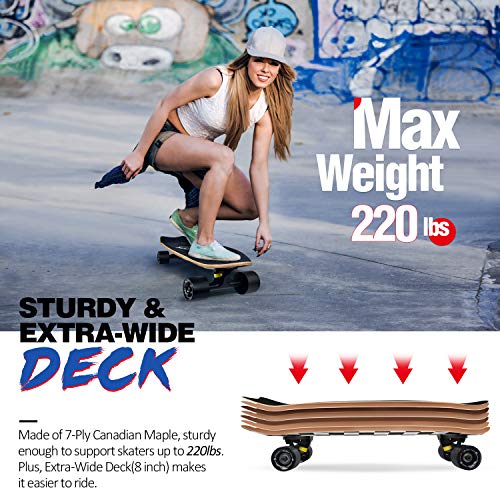 Max
Weight
220 lbs
STURDY &
EXTRA-WIDE
DECK
Made of 7-Ply Canadian Maple, sturdy
enough to support skaters up to 220lbs.
Plus, Extra-Wide Deck(8 inch) makes
it easier to ride.